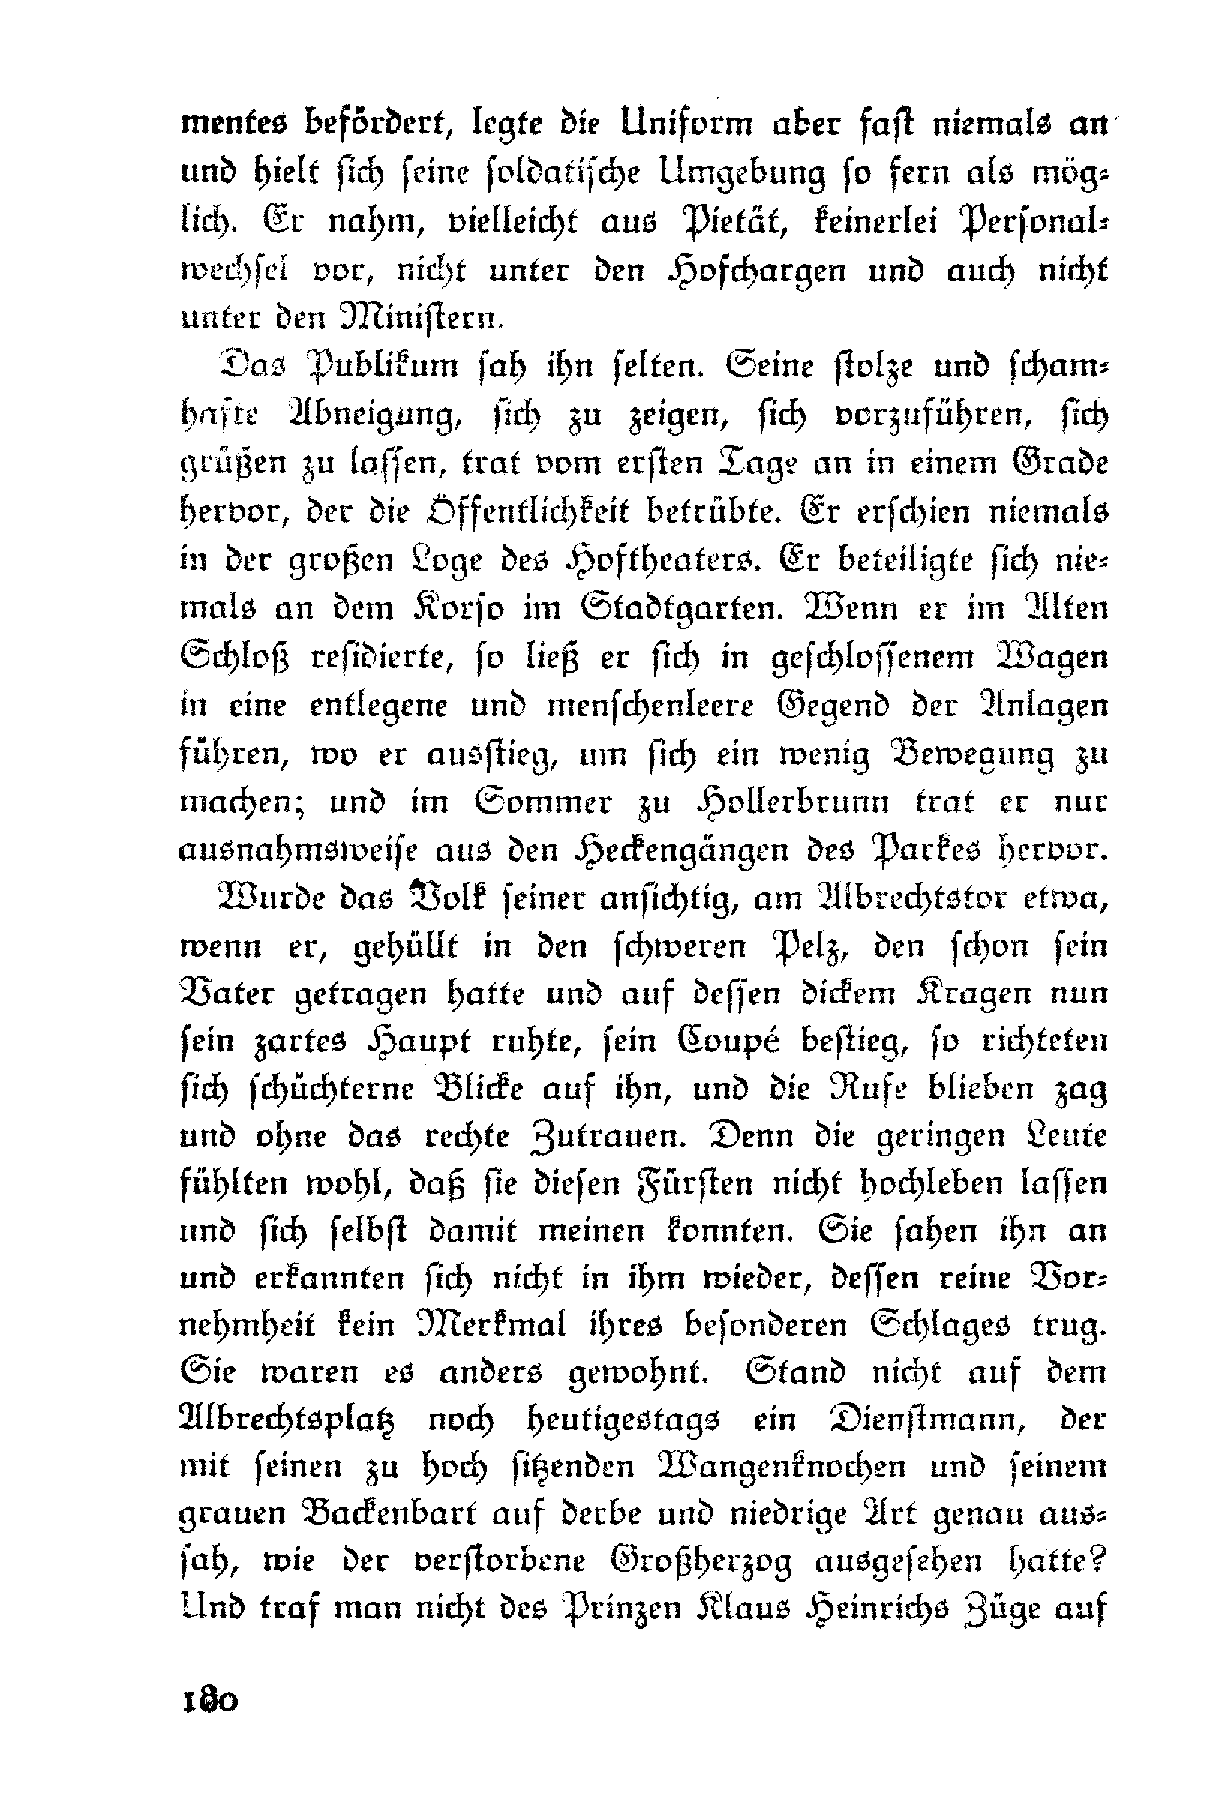 mentes befördert, legte die Uniform aber fast niemals an
und hielt sich seine soldatische Umgebung so fern als mög-
lich. Er nahm, vielleicht aus Pietät, keinerlei Personal-
wechsel vor, nicht unter den Hofchargen und auch nicht
unter den Ministern.
Das Publikum sah ihn selten. Seine stolze und scham-
hafte Abneigung, sich zu zeigen, sich vorzuführen, sich
grüßen zu lassen, trat vom ersten Tage an in einem Grade
hervor, der die Öffentlichkeit betrübte. Er erschien niemals
in der großen Loge des Hoftheaters. Er beteiligte sich nie-
mals an dem Korso im Stadtgarten. Wenn er im Alten
Schloß residierte, so ließ er sich in geschlossenem Wagen
in eine entlegene und menschenleere Gegend der Anlagen
führen, wo er ausstieg, um sich ein wenig Bewegung zu
machen; und im Sommer zu Hollerbrunn trat er nur
ausnahmsweise aus den Heckengängen des Parkes hervor.
Wurde das Volk seiner ansichtig, am Albrechtstor etwa,
wenn er, gehüllt in den schweren Pelz, den schon sein
Vater getragen hatte und auf dessen dickem Kragen nun
sein zartes Haupt ruhte, sein Coupé bestieg, so richteten
sich schüchterne Blicke auf ihn, und die Rufe blieben zag
und ohne das rechte Zutrauen. Denn die geringen Leute
fühlten wohl, daß sie diesen Fürsten nicht hochleben lassen
und sich selbst damit meinen konnten. Sie sahen ihn an
und erkannten sich nicht in ihm wieder, dessen reine Vor-
nehmheit kein Merkmal ihres besonderen Schlages trug.
Sie waren es anders gewohnt. Stand nicht auf dem
Albrechtsplatz noch heutigestags ein Dienstmann, der
mit seinen zu hoch sitzenden Wangenknochen und seinem
grauen Backenbart auf derbe und niedrige Art genau aus-
sah, wie der verstorbene Großherzog ausgesehen hatte?
Und traf man nicht des Prinzen Klaus Heinrichs Züge auf
180